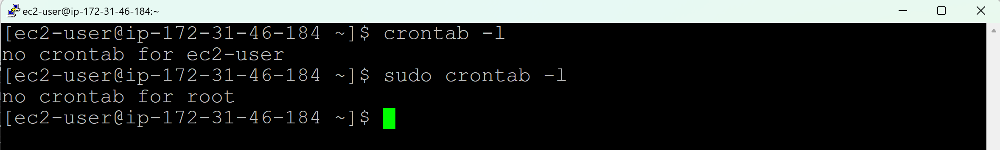 ec2-user@ip-172-31-46-184:~
[ec2-user@ip-172-31-46-184 ~]$ crontab -l
no crontab for ec2-user
[ec2-user@ip-172-31-46-184 ~]$ sudo crontab -l
no crontab for root
[ec2-user@ip-172-31-46-184 ~]$